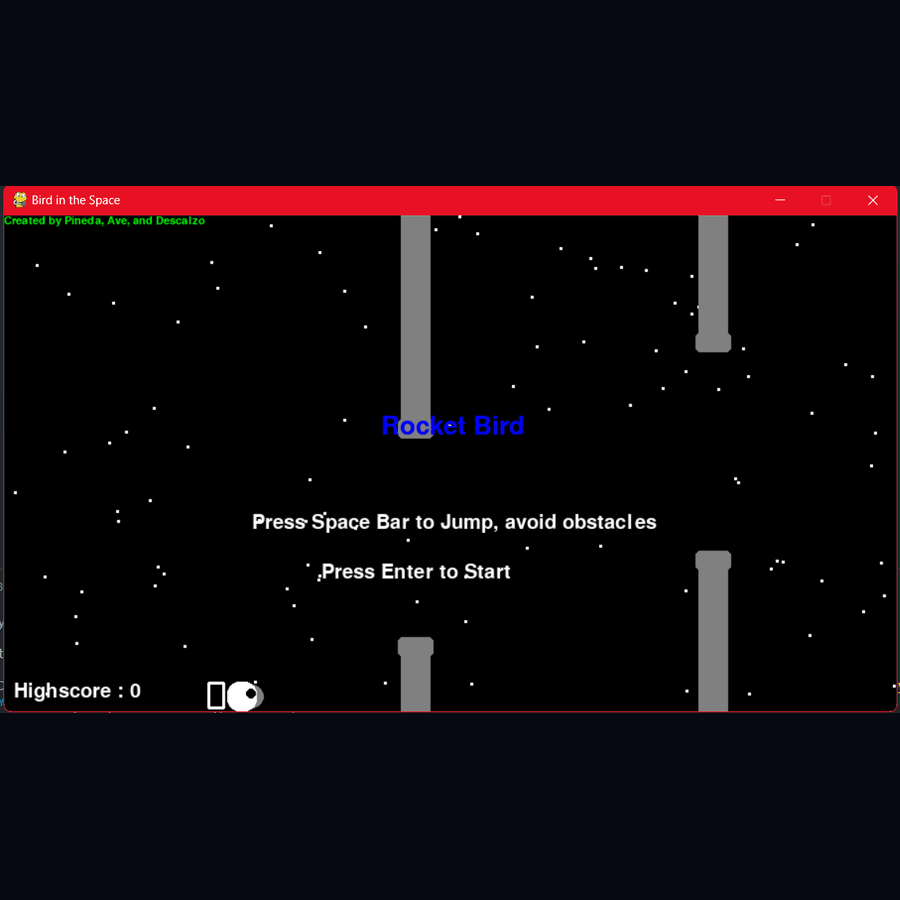 Bird in the Space
Created by Pineda, Ave, and Descalzo
Rocket Bird
Press Space Bar to Jump, avoid obstacles
Press Enter to Start
Highscore : 0